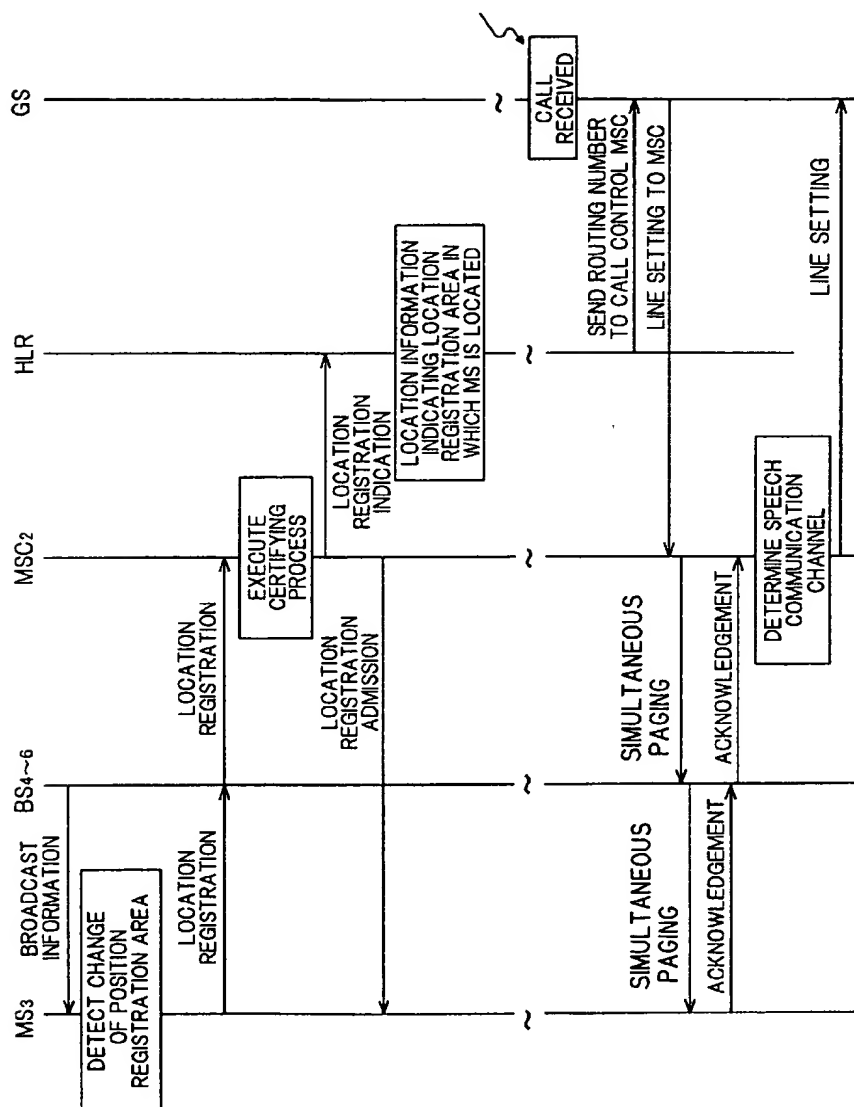 MS3
BS4~6
MSC2
HLR
GS
BROADCAST
INFORMATION
DETECT CHANGE
OF POSITION
REGISTRATION AREA
LOCATION
REGISTRATION
LOCATION
REGISTRATION
EXECUTE
CERTIFYING
PROCESS
LOCATION
REGISTRATION
INDICATION
LOCATION
REGISTRATION
ADMISSION
LOCATION INFORMATION
INDICATING LOCATION
REGISTRATION AREA IN
WHICH MS IS LOCATED
CALL
RECEIVED
SEND ROUTING NUMBER
TO CALL CONTROL MSC
LINE SETTING TO MSC
SIMULTANEOUS
PAGING
SIMULTANEOUS
PAGING
ACKNOWLEDGEMENT
ACKNOWLEDGEMENT
DETERMINE SPEECH
COMMUNICATION
CHANNEL
LINE SETTING